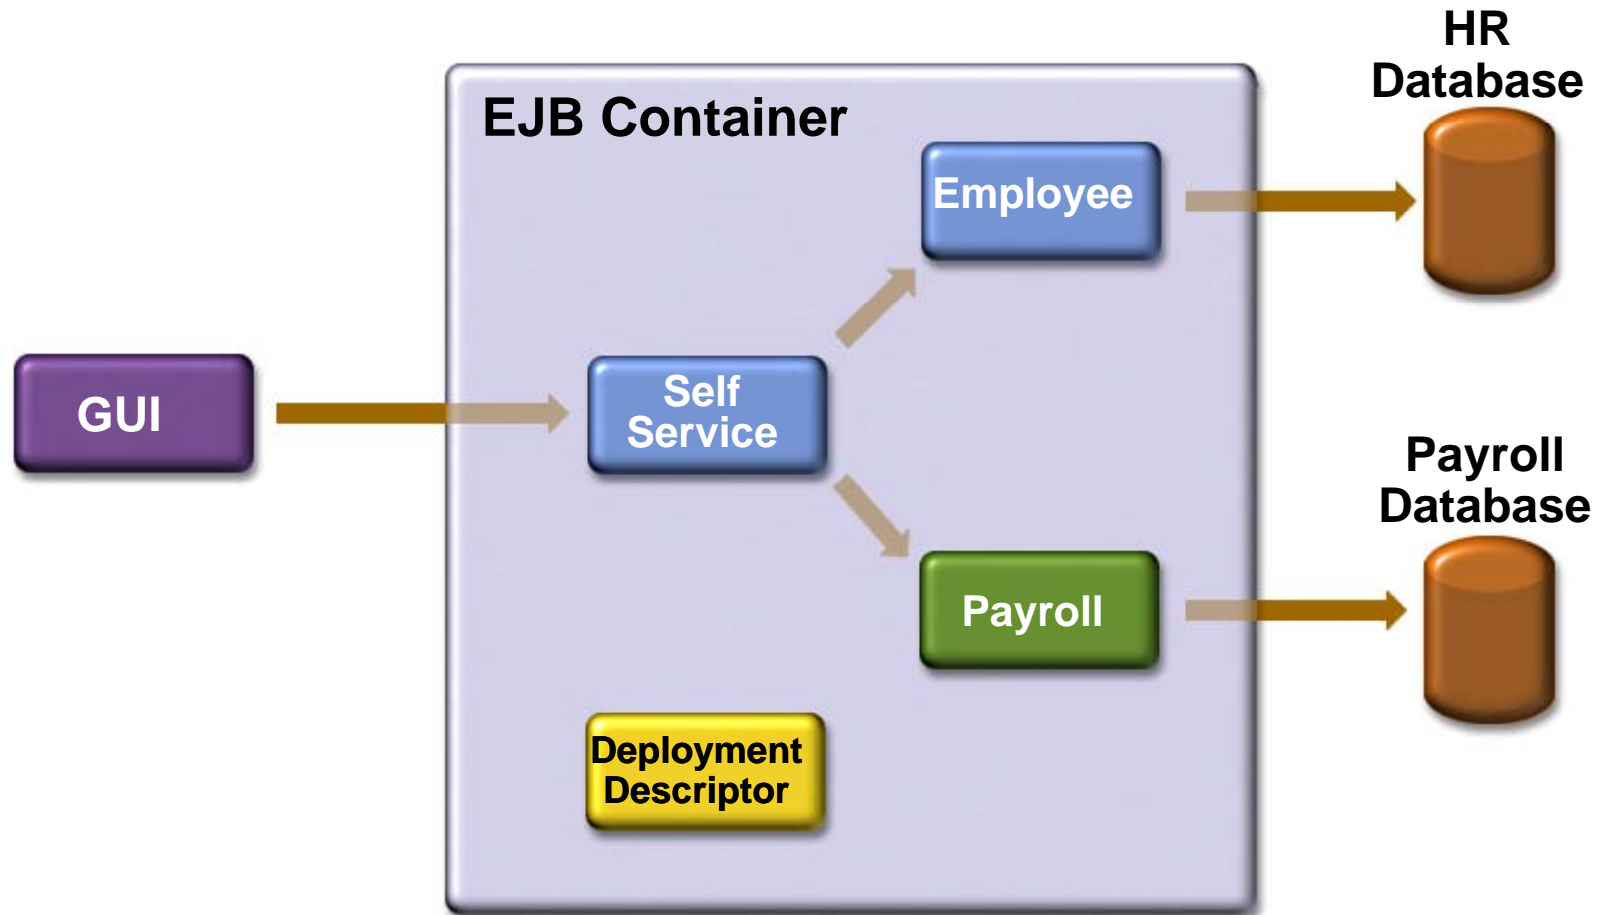 HR
Database
EJB Container
Employee
GUI
Self
Service
Payroll
Database
Payroll
Deployment
Descriptor